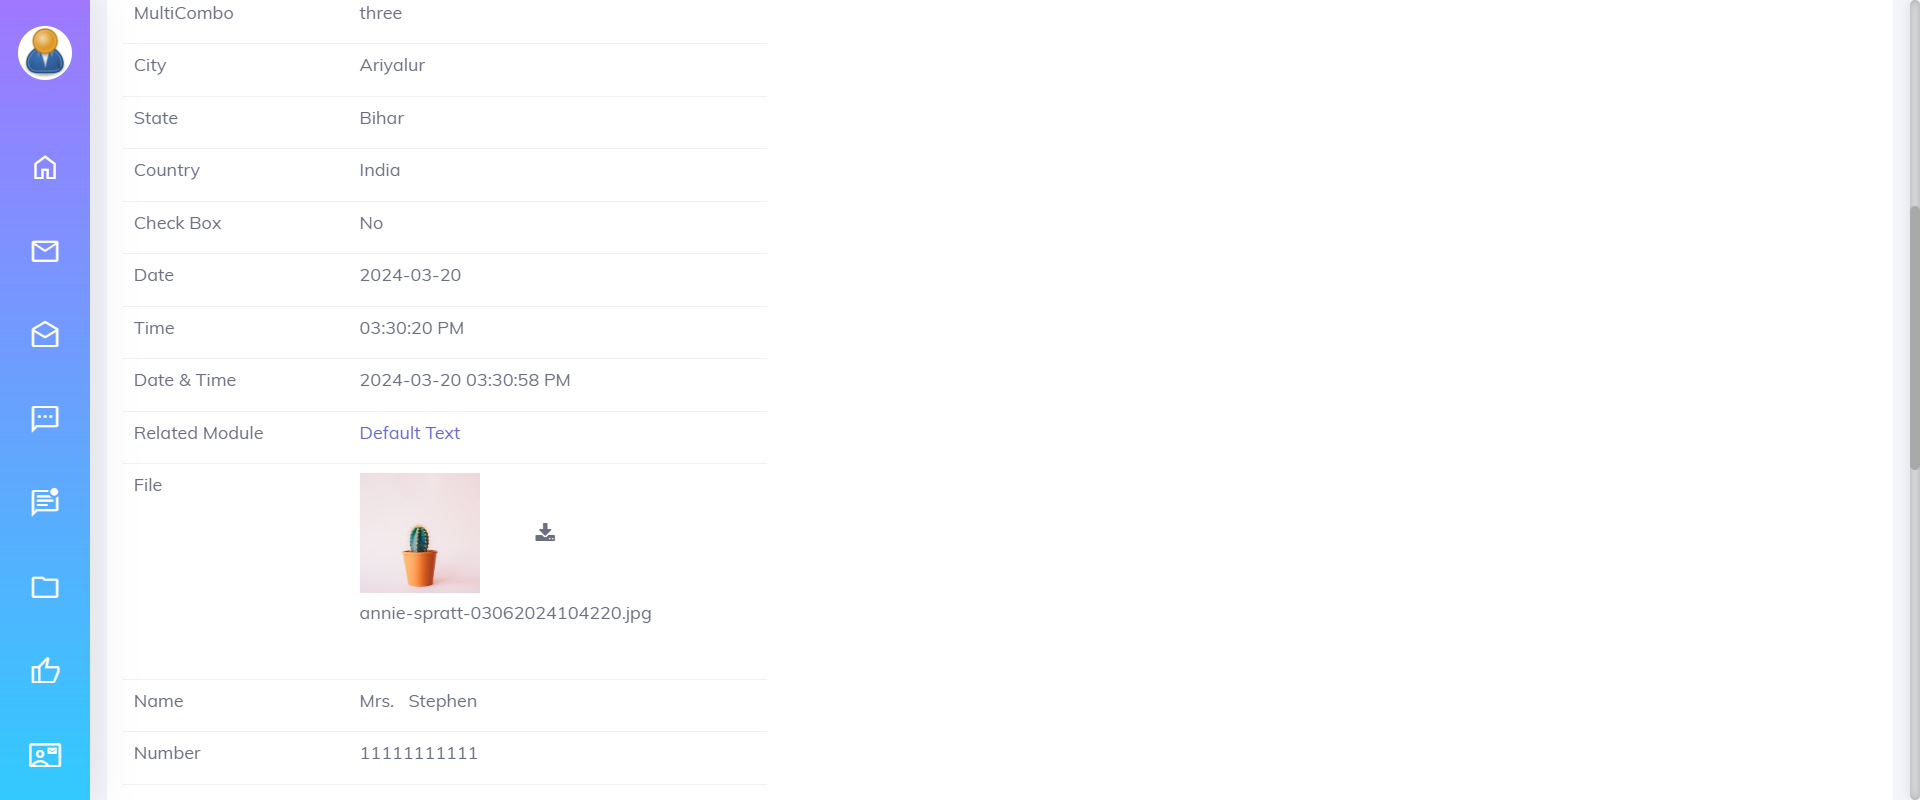 MultiCombo three
City Ariyalur
State Bihar
Country India
Check Box No
Date 2024-03-20
Time 03:30:20 PM
Date & Time 2024-03-20 03:30:58 PM
Related Module Default Text
File
annie-spratt-03062024104220.jpg
Name Mrs. Stephen
Number 11111111111